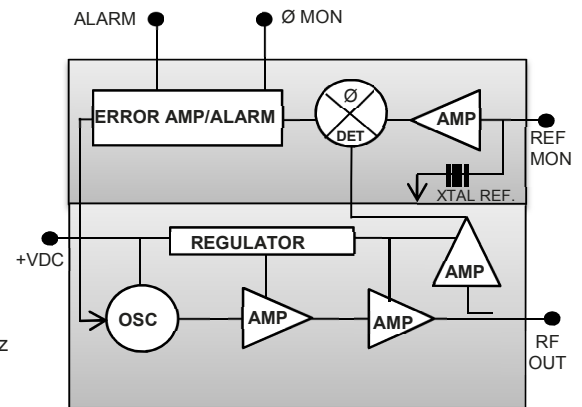 ALARM
Ø MON
ERROR AMP/ALARM
Ø
DET
AMP
REF
MON
XTAL REF.
+VDC
REGULATOR
AMP
OSC
AMP
AMP
RF
OUT
z